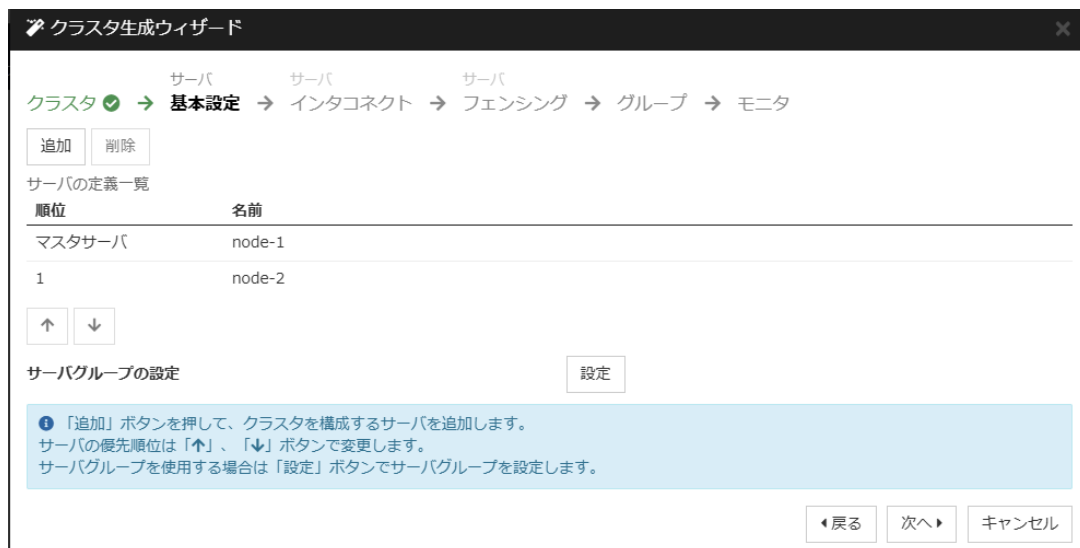 クラスタ生成ウィザード
サーバ サーバ サーバ
クラスタ → 基本設定 → インタコネクト → フェンシング → グループ → モニタ
追加 削除
サーバの定義一覧
順位 名前
マスタサーバ node-1
1 node-2
↑ ↓
サーバグループの設定 設定
「追加」ボタンを押して、クラスタを構成するサーバを追加します。
サーバの優先順位は「↑」、「↓」ボタンで変更します。
サーバグループを使用する場合は「設定」ボタンでサーバグループを設定します。
戻る 次へ キャンセル